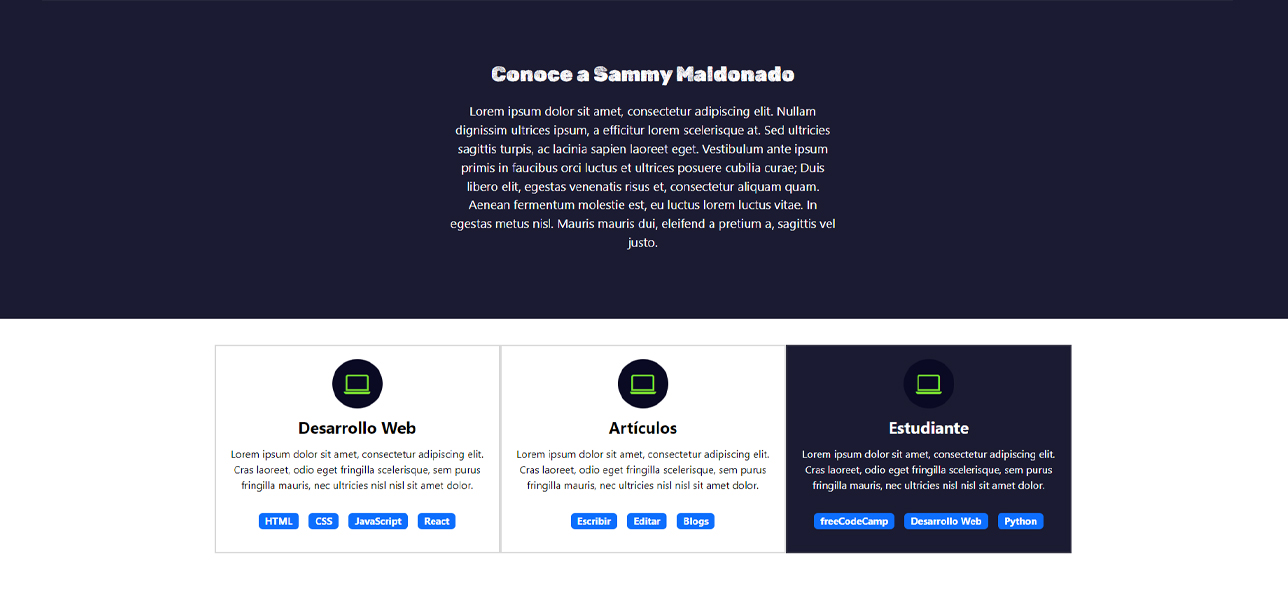 Conoce a Sammy Maldonado
Lorem ipsum dolor sit amet, consectetur adipiscing elit. Nullam
dignissim ultrices ipsum, a efficitur lorem scelerisque at. Sed ultricies
sagittis turpis, ac lacinia sapien laoreet eget. Vestibulum ante ipsum
primis in faucibus orci luctus et ultrices posuere cubilia curae; Duis
libero elit, egestas venenatis risus et, consectetur aliquam quam.
Aenean fermentum molestie est, eu luctus lorem luctus vitae. In
egestas metus nisl. Mauris mauris dui, eleifend a pretium a, sagittis vel
justo.
Desarrollo Web
Lorem ipsum dolor sit amet, consectetur adipiscing elit.
Cras laoreet, odio eget fringilla scelerisque, sem purus
fringilla mauris, nec ultricies nisl nisl sit amet dolor.
HTML CSS JavaScript React
Artículos
Lorem ipsum dolor sit amet, consectetur adipiscing elit.
Cras laoreet, odio eget fringilla scelerisque, sem purus
fringilla mauris, nec ultricies nisl nisl sit amet dolor.
Escribir Editar Blogs
Estudiante
Lorem ipsum dolor sit amet, consectetur adipiscing elit.
Cras laoreet, odio eget fringilla scelerisque, sem purus
fringilla mauris, nec ultricies nisl nisl sit amet dolor.
freeCodeCamp Desarrollo Web Python